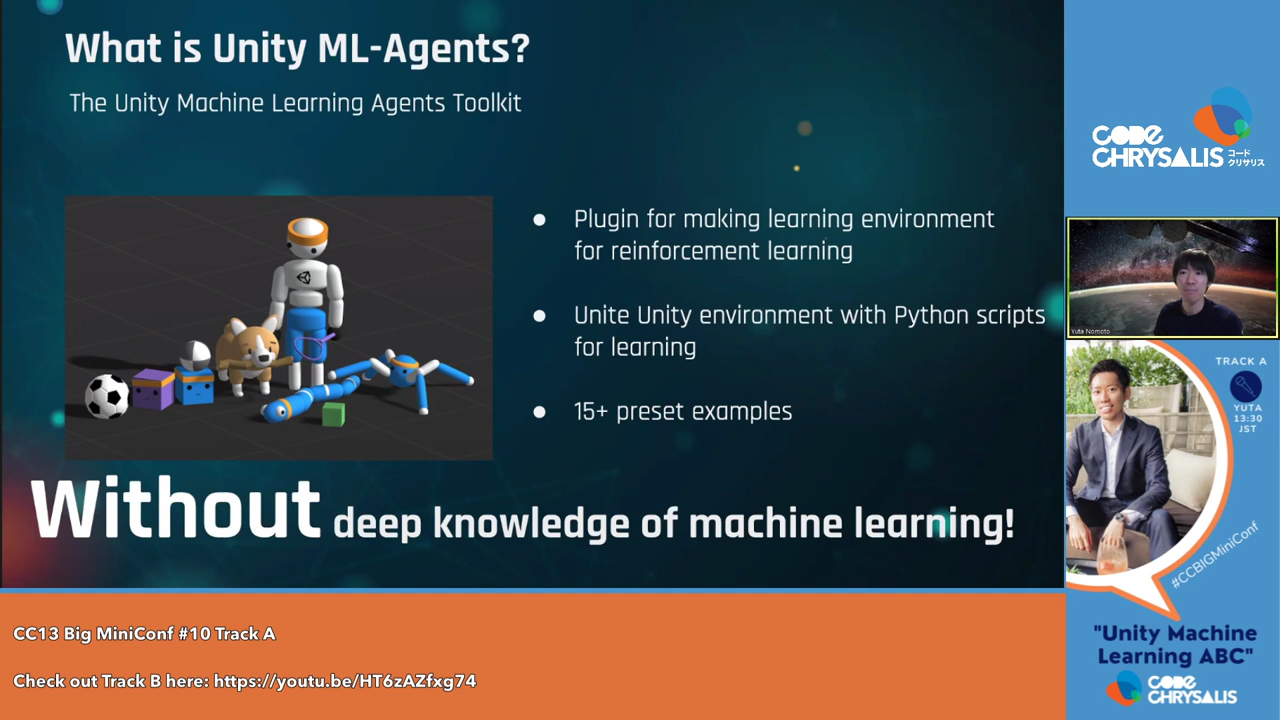 What is Unity ML-Agents?
The Unity Machine Learning Agents Toolkit
● Plugin for making learning environment
for reinforcement learning
● Unite Unity environment with Python scripts
for learning
● 15+ preset examples
Without deep knowledge of machine learning!
CODE
CHRYSALIS
コード
クリサリス
Yuta Nomoto
TRACK A
YUTA
13:30
JST
#CCBIGMiniConf
"Unity Machine
Learning ABC"
CODE
CHRYSALIS
CC13 Big MiniConf #10 Track A
Check out Track B here: https://youtu.be/HT6zAZfxg74